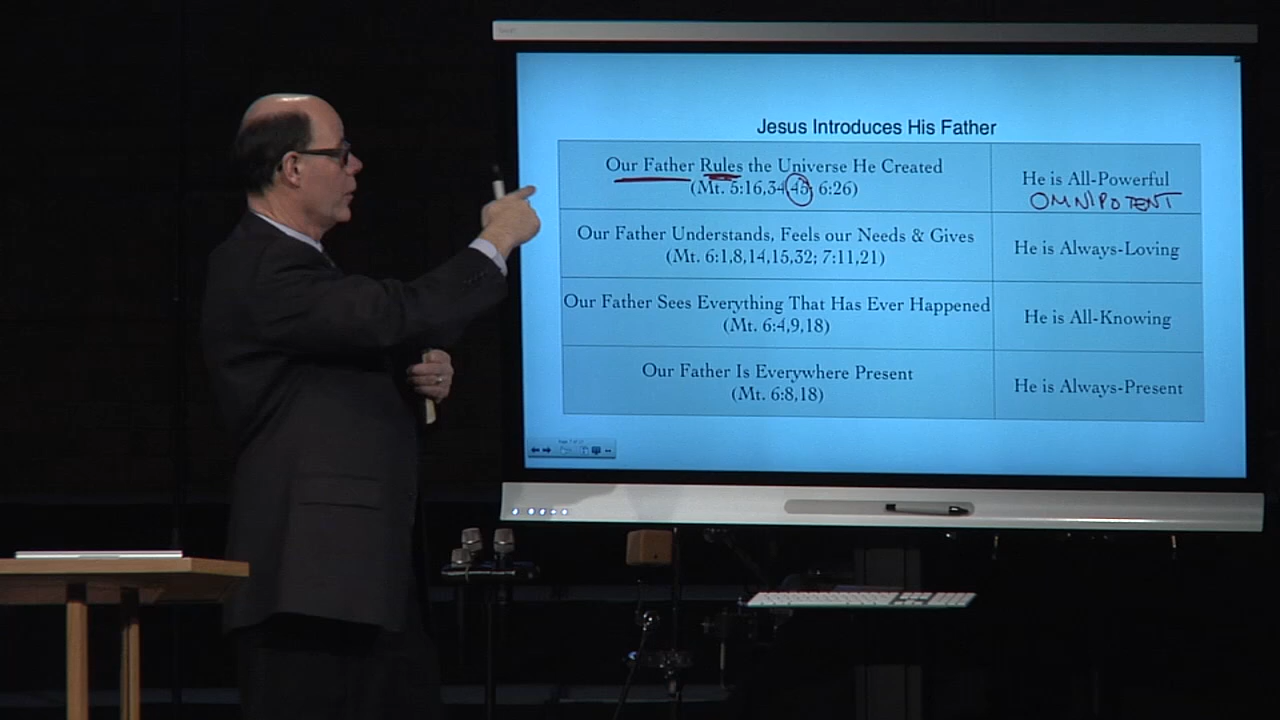 Jesus Introduces His Father
Our Father Rules the Universe He Created
(Mt. 5:16,34,45; 6:26)
He is All-Powerful
OMNIPOTENT
Our Father Understands, Feels our Needs & Gives
(Mt. 6:1,8,14,15,32; 7:11,21)
He is Always-Loving
Our Father Sees Everything That Has Ever Happened
(Mt. 6:4,9,18)
He is All-Knowing
Our Father Is Everywhere Present
(Mt. 6:8,18)
He is Always-Present